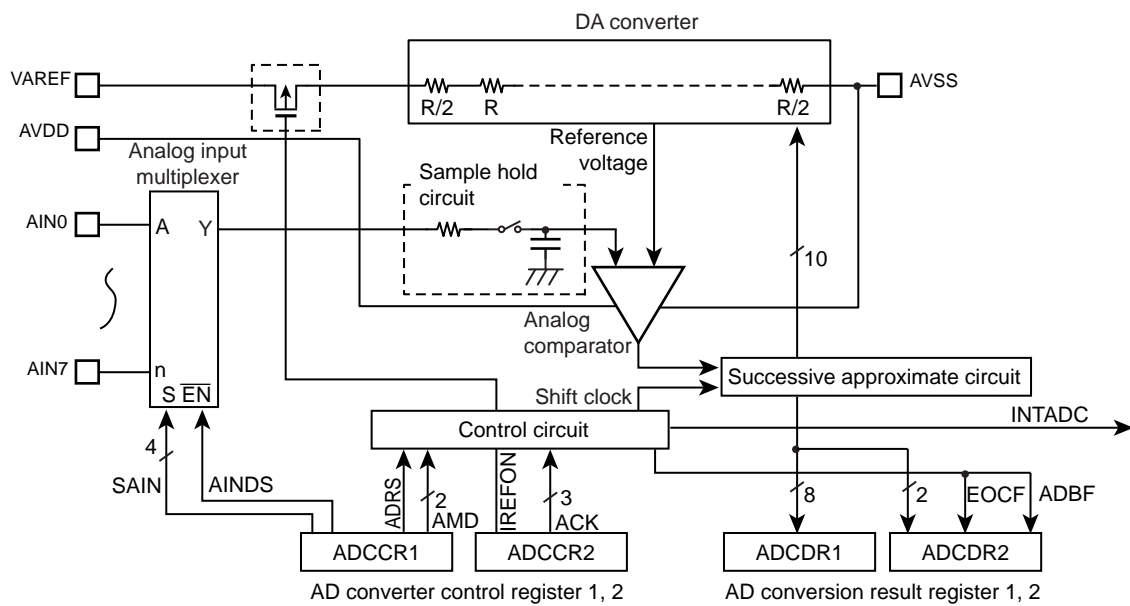 DA converter
VAREF
R/2
R
R/2
AVSS
AVDD
Reference
voltage
Analog input
multiplexer
Sample hold
circuit
AIN0
A
Y
10
Analog
comparator
AIN7
n
S EN
Successive approximate circuit
Shift clock
INTADC
Control circuit
4
SAIN
AINDS
ADRS
2
AMD
IREFON
3
ACK
8
2
EOCF
ADBF
ADCCR1
ADCCR2
ADCDR1
ADCDR2
AD converter control register 1, 2
AD conversion result register 1, 2